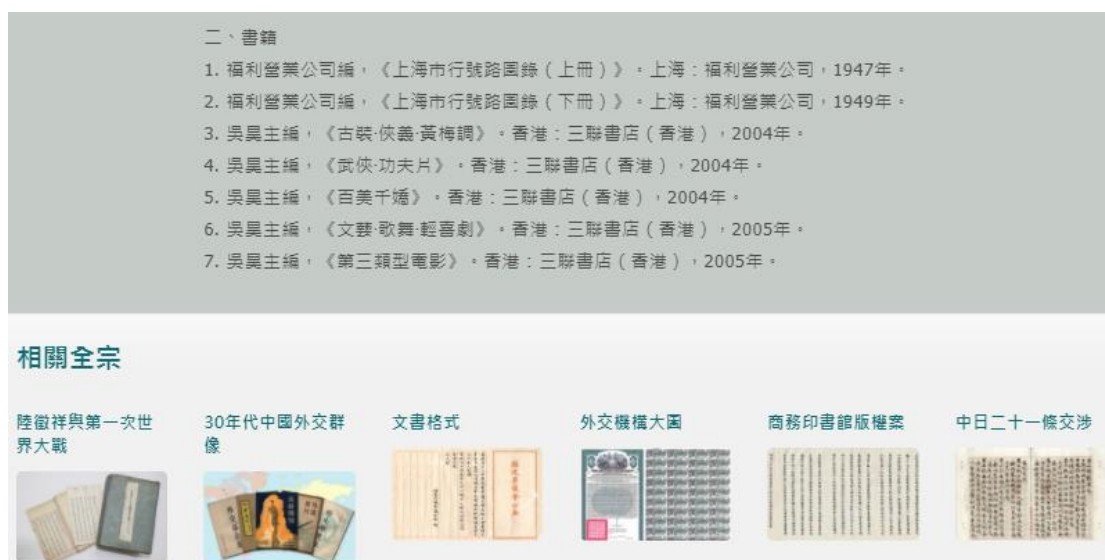 二、書籍
1. 福利營業公司編,《上海市行號路圖錄(上冊)》。上海:福利營業公司,1947年。
2. 福利營業公司編,《上海市行號路圖錄(下冊)》。上海:福利營業公司,1949年。
3. 吳昊主編,《古裝‧俠義‧黃梅調》。香港:三聯書店(香港),2004年。
4. 吳昊主編,《武俠‧功夫片》。香港:三聯書店(香港),2004年。
5. 吳昊主編,《百美千嬌》。香港:三聯書店(香港),2004年。
6. 吳昊主編,《文藝‧歌舞‧輕喜劇》。香港:三聯書店(香港),2005年。
7. 吳昊主編,《第三類型電影》。香港:三聯書店(香港),2005年。
相關全宗
陸徵祥與第一次世
界大戰
30年代中國外交群
像
文書格式
外交機構大圖
商務印書館版權案
中日二十一條交涉